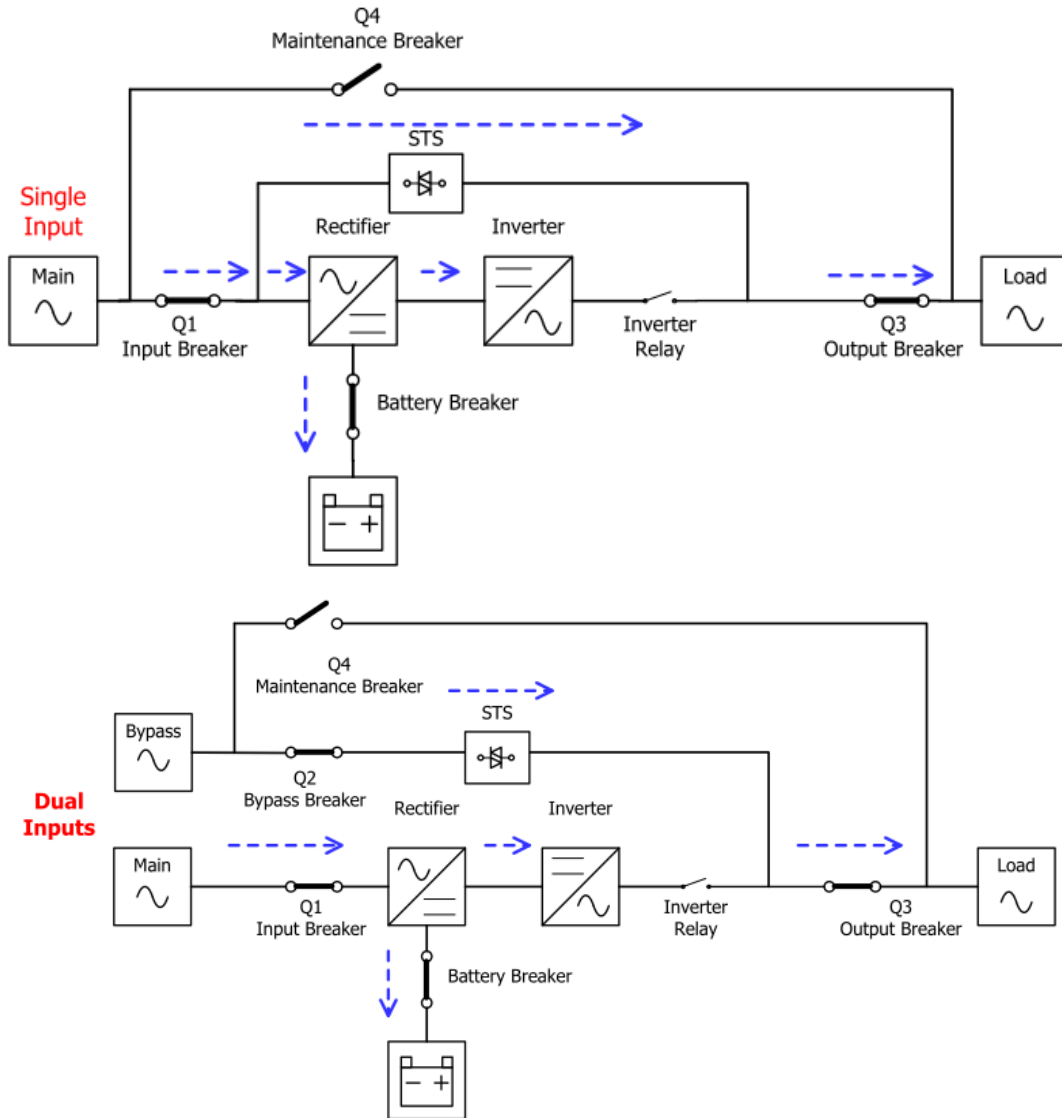 Q4
Maintenance Breaker
STS
Single
Input
Rectifier
Inverter
Main
Load
Q1
Input Breaker
Inverter
Relay
Q3
Output Breaker
Battery Breaker
Q4
Maintenance Breaker
STS
Bypass
Q2
Bypass Breaker
Dual
Inputs
Rectifier
Inverter
Main
Load
Q1
Input Breaker
Inverter
Relay
Q3
Output Breaker
Battery Breaker